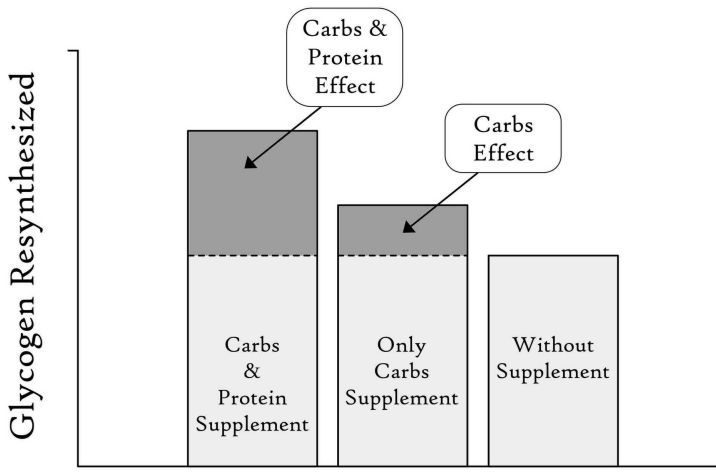 Glycogen Resynthesized
Carbs &
Protein
Effect
Carbs
Effect
Carbs
&
Protein
Supplement
Only
Carbs
Supplement
Without
Supplement